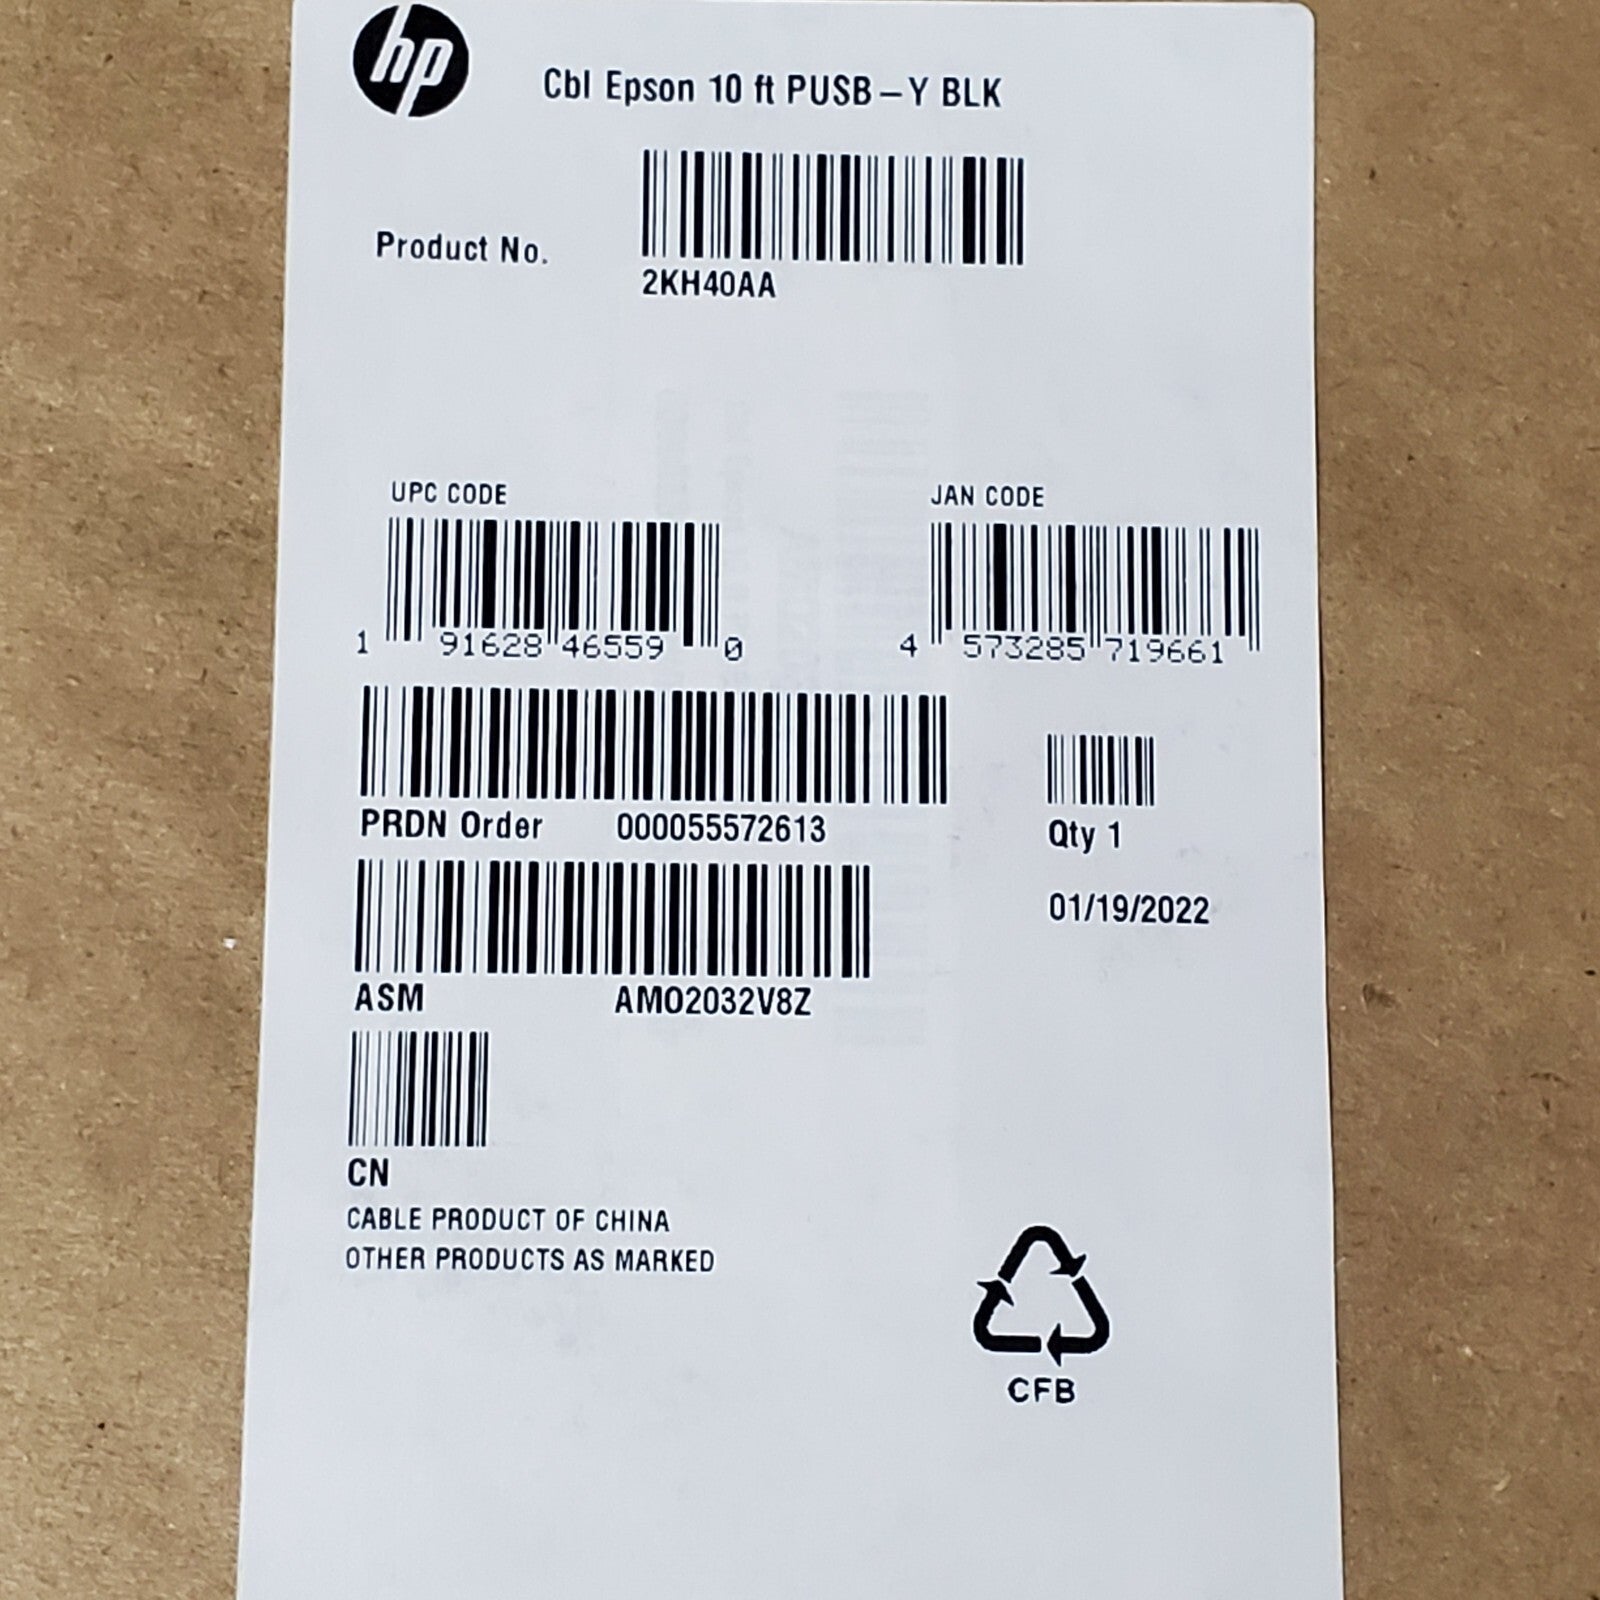 hp
Cbl Epson 10 ft PUSB-Y BLK
Product No.
2KH40AA
UPC CODE
1 91628 46559 0
JAN CODE
4 573285 719661
PRDN Order 000055572613
Qty 1
01/19/2022
ASM AMO2032V8Z
CN
CABLE PRODUCT OF CHINA
OTHER PRODUCTS AS MARKED
CFB